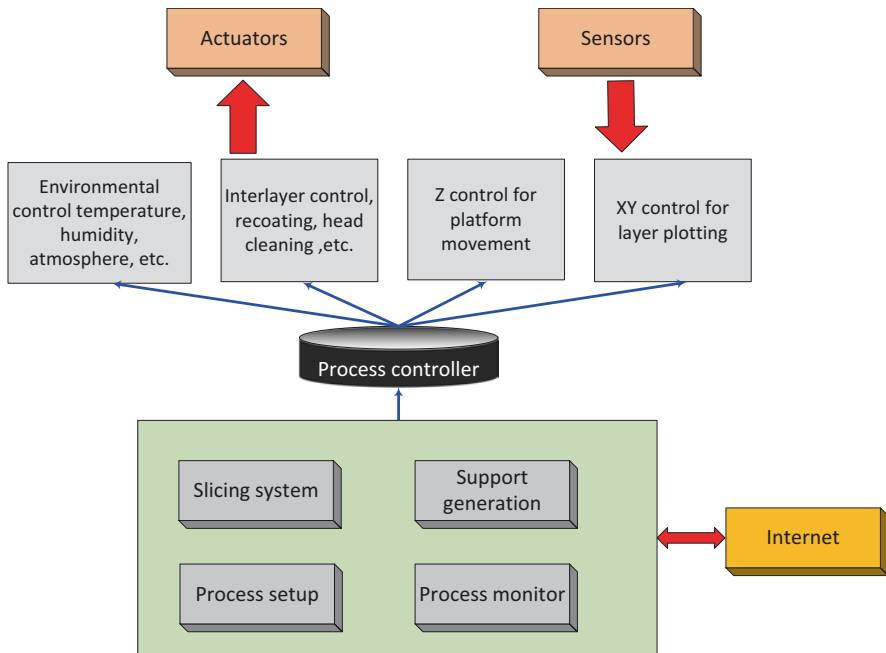 Actuators
Sensors
Environmental
control temperature,
humidity,
atmosphere, etc.
Interlayer control,
recoating, head
cleaning ,etc.
Z control for
platform
movement
XY control for
layer plotting
Process controller
Slicing system
Support
generation
Internet
Process setup
Process monitor